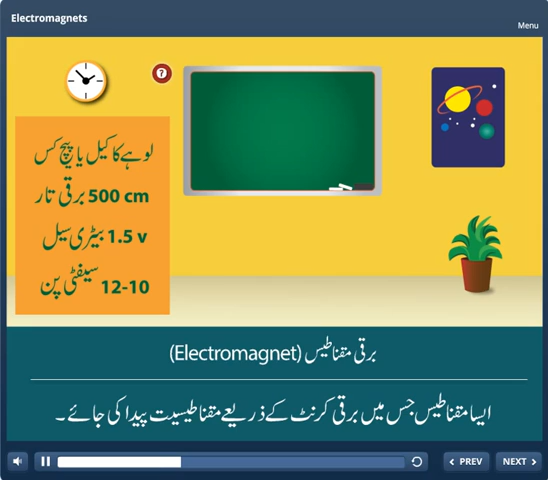 Electromagnets
Menu
?
لوہے کا کیل یا پیچ کس
500 cm برقی تار
1.5 v بیٹری سیل
12-10 سیفٹی پن
برقی مقناطیس (Electromagnet)
ایسا مقناطیس جس میں برقی کرنٹ کے ذریعے مقناطیسیت پیدا کی جائے۔
PREV
NEXT